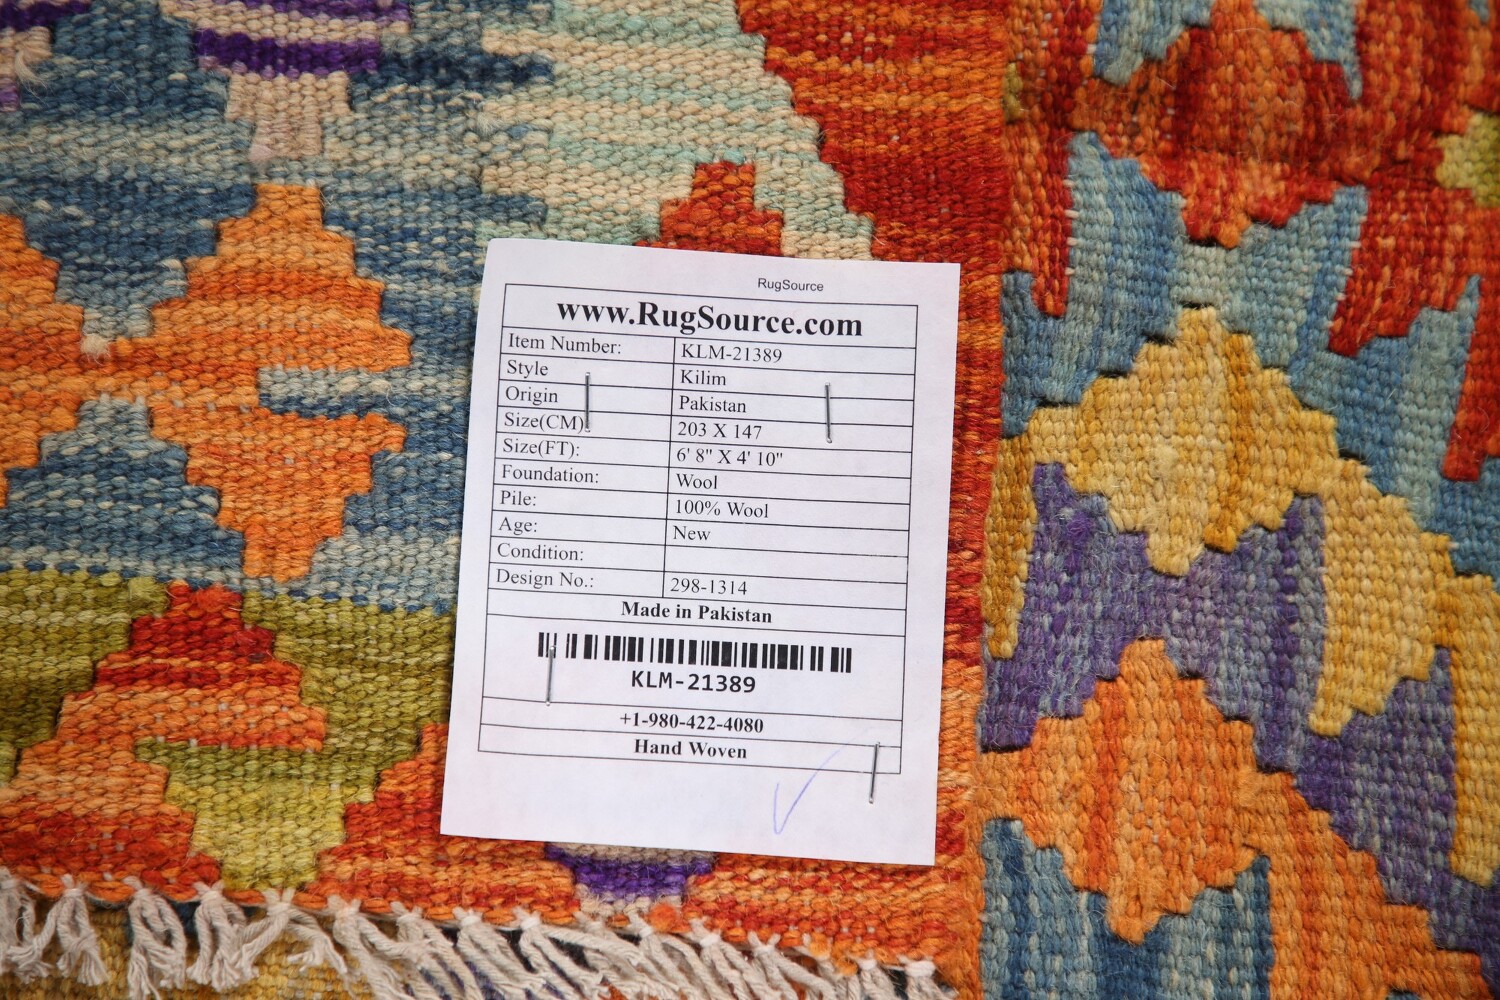 RugSource
www.RugSource.com
Item Number: KLM-21389
Style Kilim
Origin Pakistan
Size(CM): 203 X 147
Size(FT): 6' 8" X 4' 10"
Foundation: Wool
Pile: 100% Wool
Age: New
Condition:
Design No.: 298-1314
Made in Pakistan
KLM-21389
+1-980-422-4080
Hand Woven